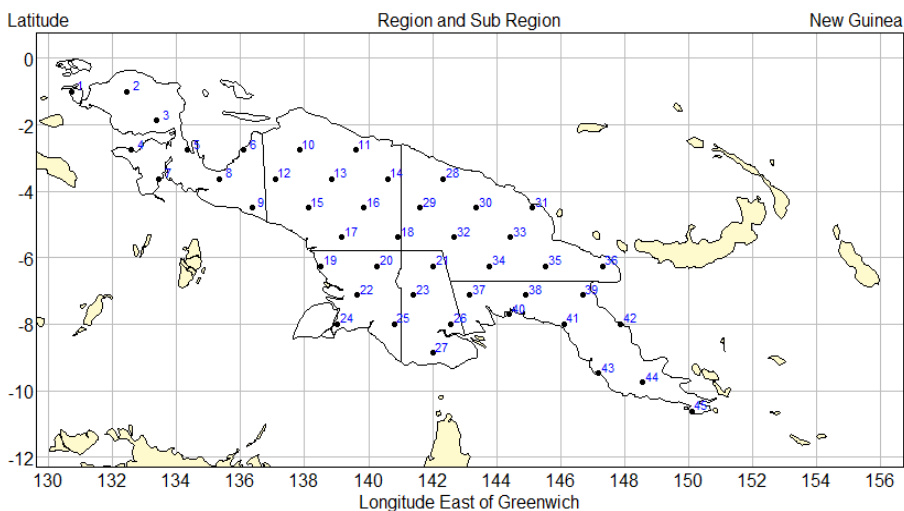 Latitude Region and Sub Region New Guinea
0
1 2
-2
3
4 5 6 10 11
7 8 12 13 14 28
-4
9 15 16 29 30 31
17 18 32 33
-6
19 20 21 34 35 36
22 23 37 38 39
-8
24 25 26 40 41 42
27
43 44
-10
45
-12
130 132 134 136 138 140 142 144 146 148 150 152 154 156
Longitude East of Greenwich